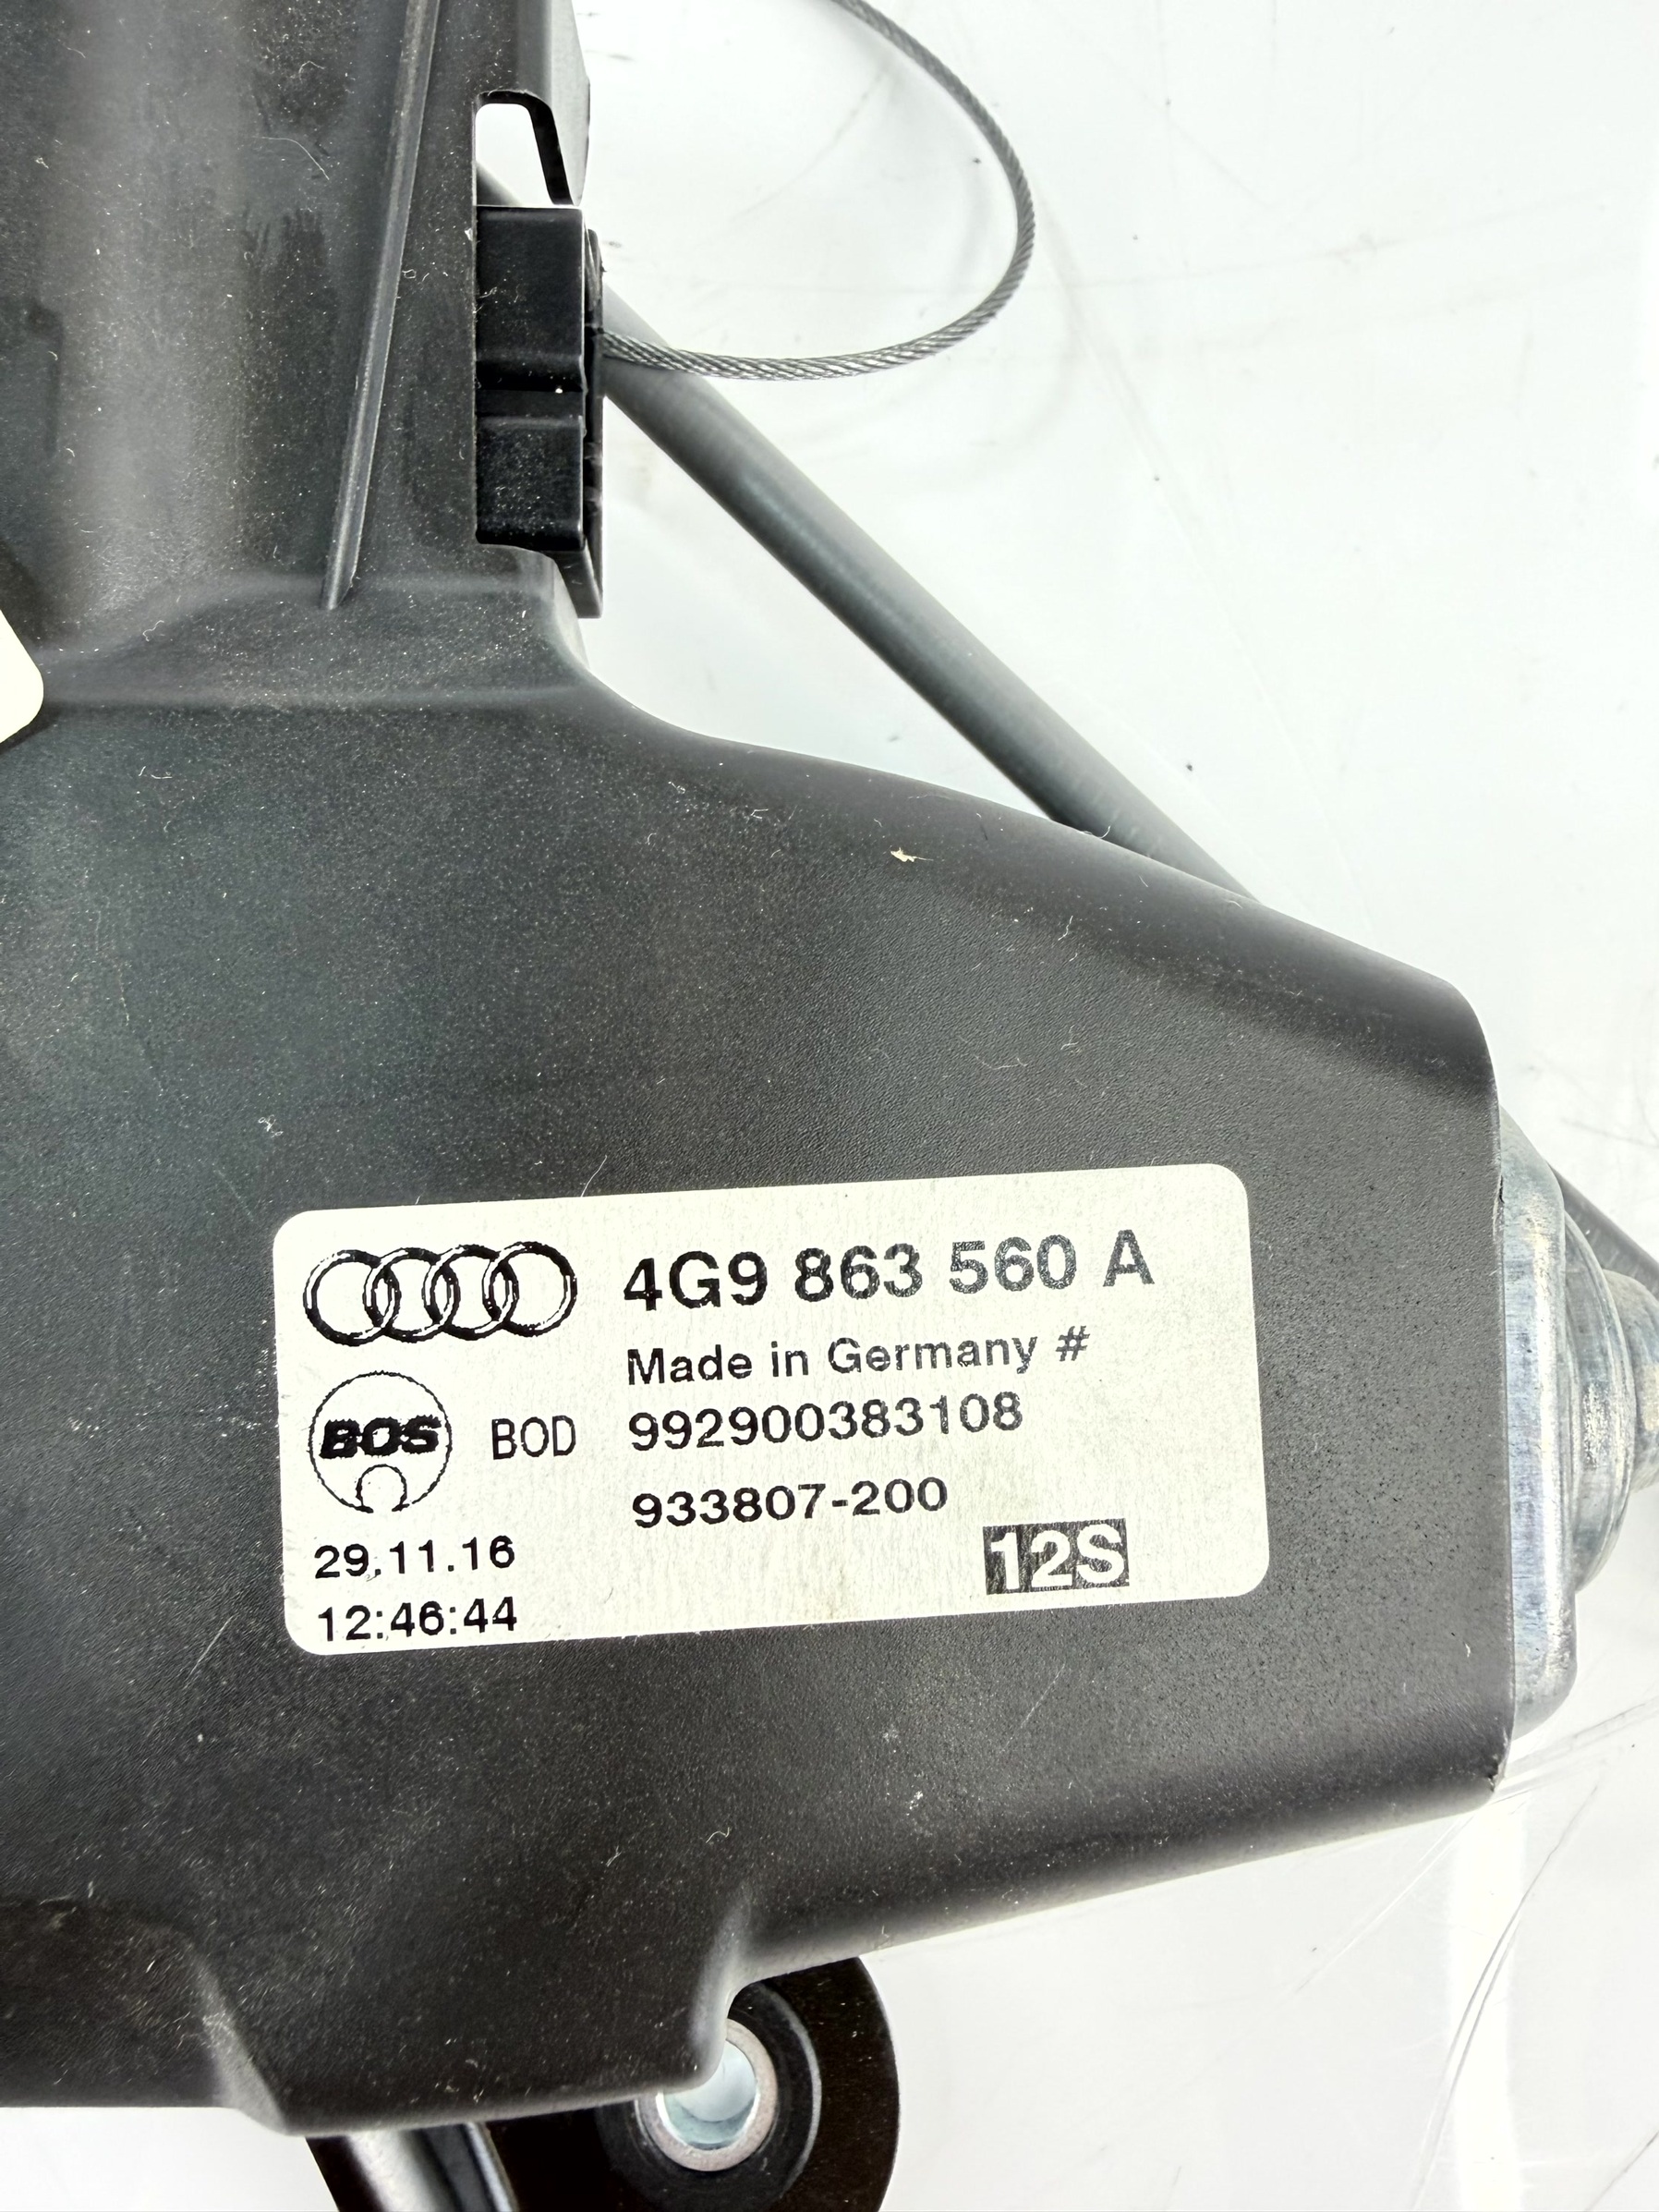 4G9 863 560 A
Made in Germany #
BOS BOD 992900383108
933807-200
29.11.16
12S
12:46:44